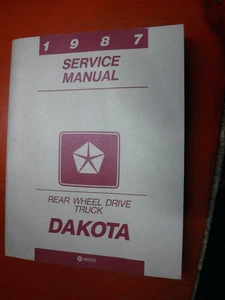 1987
SERVICE
MANUAL
REAR WHEEL DRIVE
TRUCK
DAKOTA